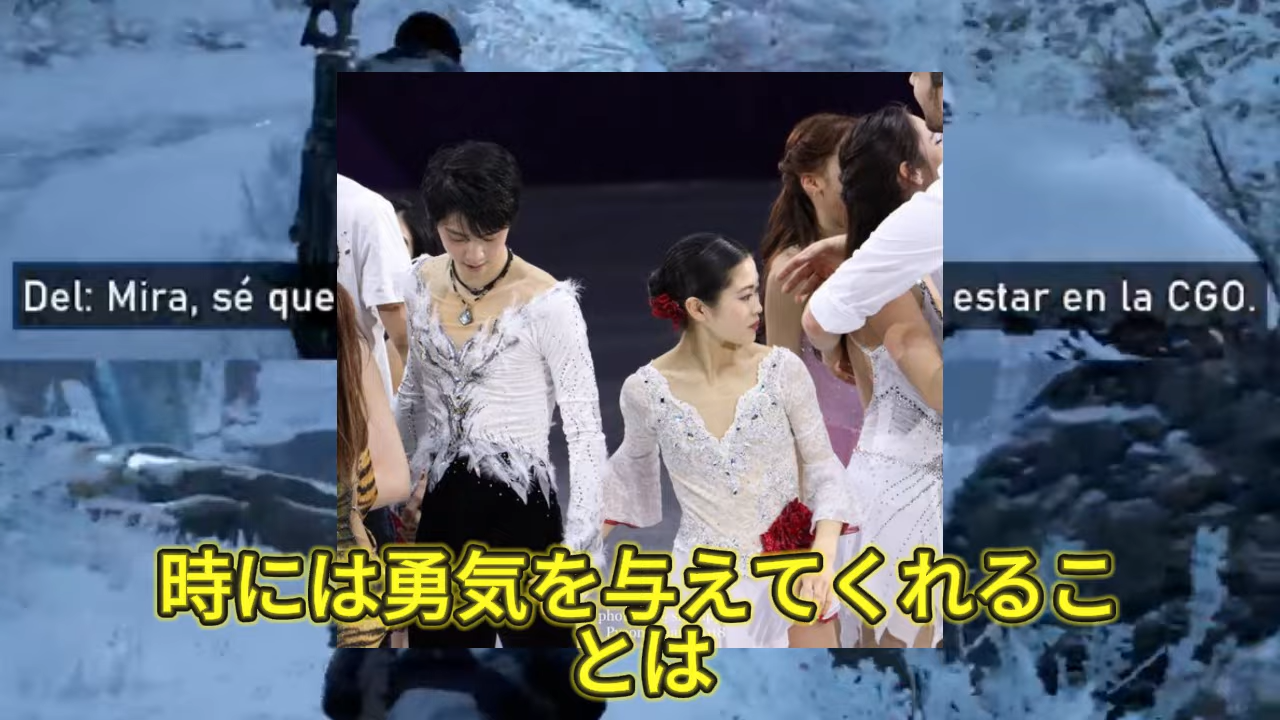 Del: Mira, sé que
estar en la CGO.
時には勇気を与えてくれるこ
とは